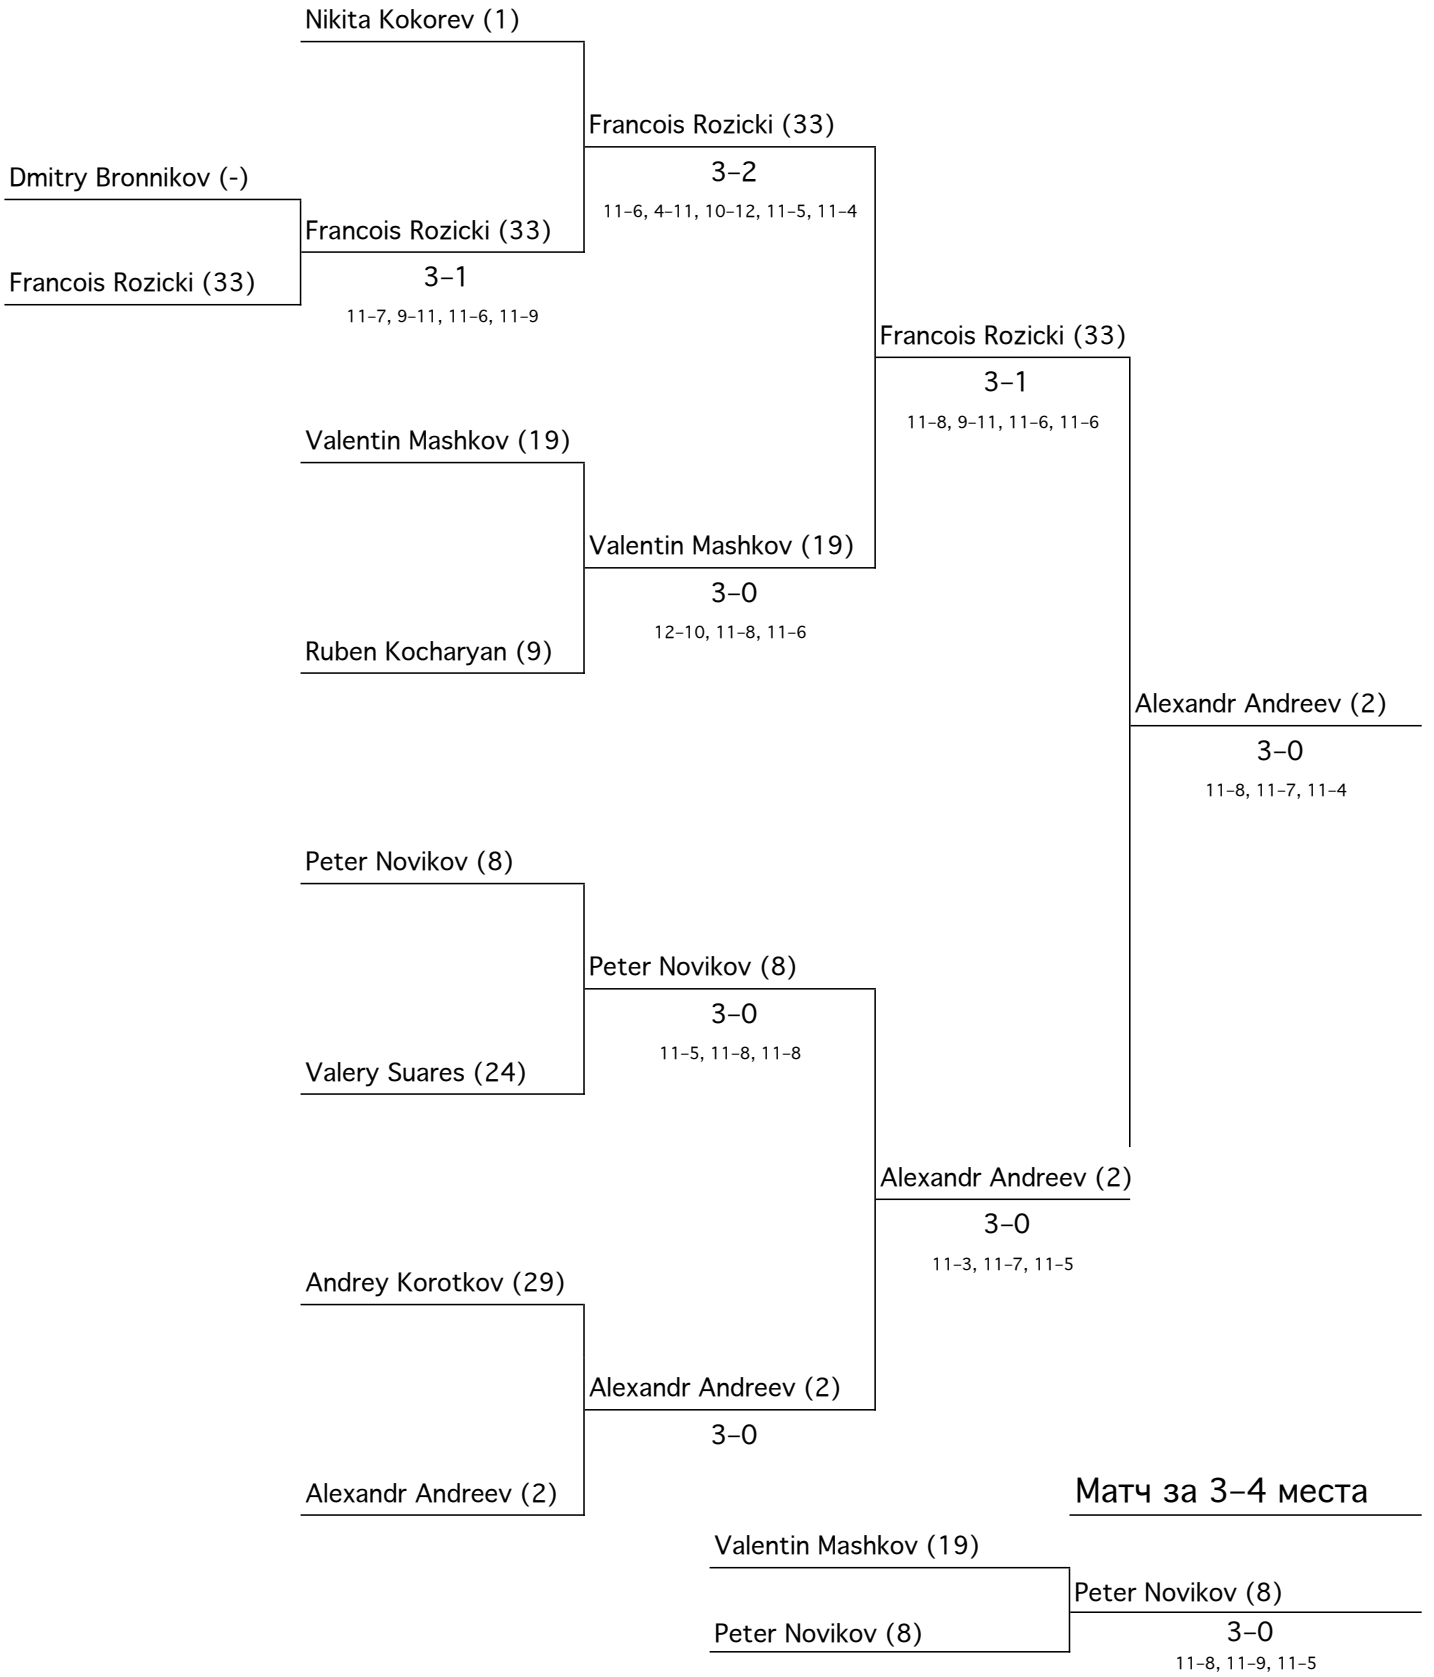 Nikita Kokorev (1)
Francois Rozicki (33)
3–2
11–6, 4–11, 10–12, 11–5, 11–4
Dmitry Bronnikov (-)
Francois Rozicki (33)
Francois Rozicki (33)
3–1
11–7, 9–11, 11–6, 11–9
Francois Rozicki (33)
3–1
11–8, 9–11, 11–6, 11–6
Valentin Mashkov (19)
Valentin Mashkov (19)
3–0
12–10, 11–8, 11–6
Ruben Kocharyan (9)
Alexandr Andreev (2)
3–0
11–8, 11–7, 11–4
Peter Novikov (8)
Peter Novikov (8)
3–0
11–5, 11–8, 11–8
Valery Suares (24)
Alexandr Andreev (2)
3–0
11–3, 11–7, 11–5
Andrey Korotkov (29)
Alexandr Andreev (2)
3–0
Alexandr Andreev (2)
Матч за 3–4 места
Valentin Mashkov (19)
Peter Novikov (8)
Peter Novikov (8)
3–0
11–8, 11–9, 11–5